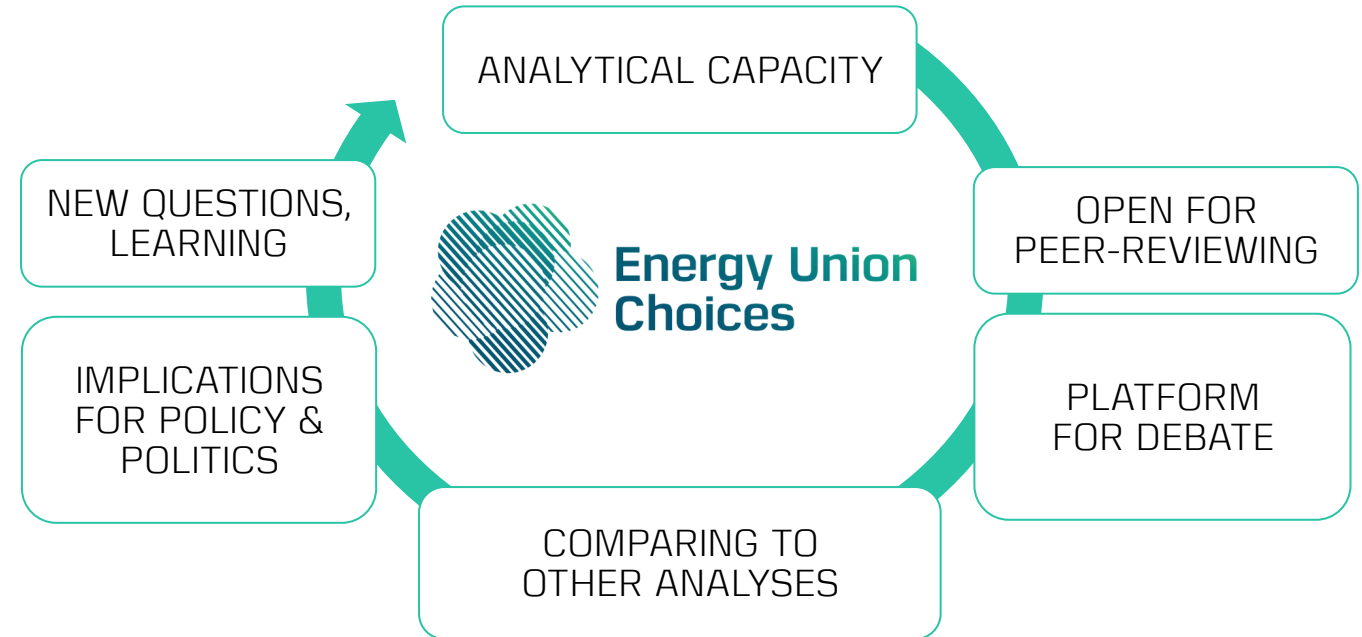 ANALYTICAL CAPACITY
OPEN FOR
PEER-REVIEWING
PLATFORM
FOR DEBATE
COMPARING TO
OTHER ANALYSES
IMPLICATIONS
FOR POLICY &
POLITICS
NEW QUESTIONS,
LEARNING
Energy Union
Choices